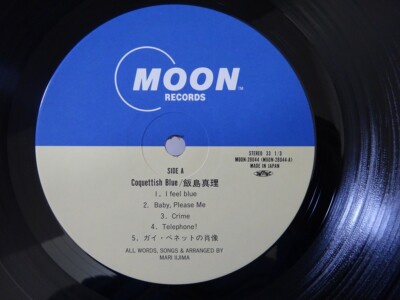 MOON™
RECORDS
STEREO 33 1/3
MOON-28044 (MOON-28044-A)
MADE IN JAPAN
SIDE A
Coquettish Blue/飯島真理
1. I feel blue
2. Baby, Please Me
3. Crime
4. Telephone!
5. ガイ・ベネットの肖像
ALL WORDS, SONGS & ARRANGED BY
MARI IIJIMA